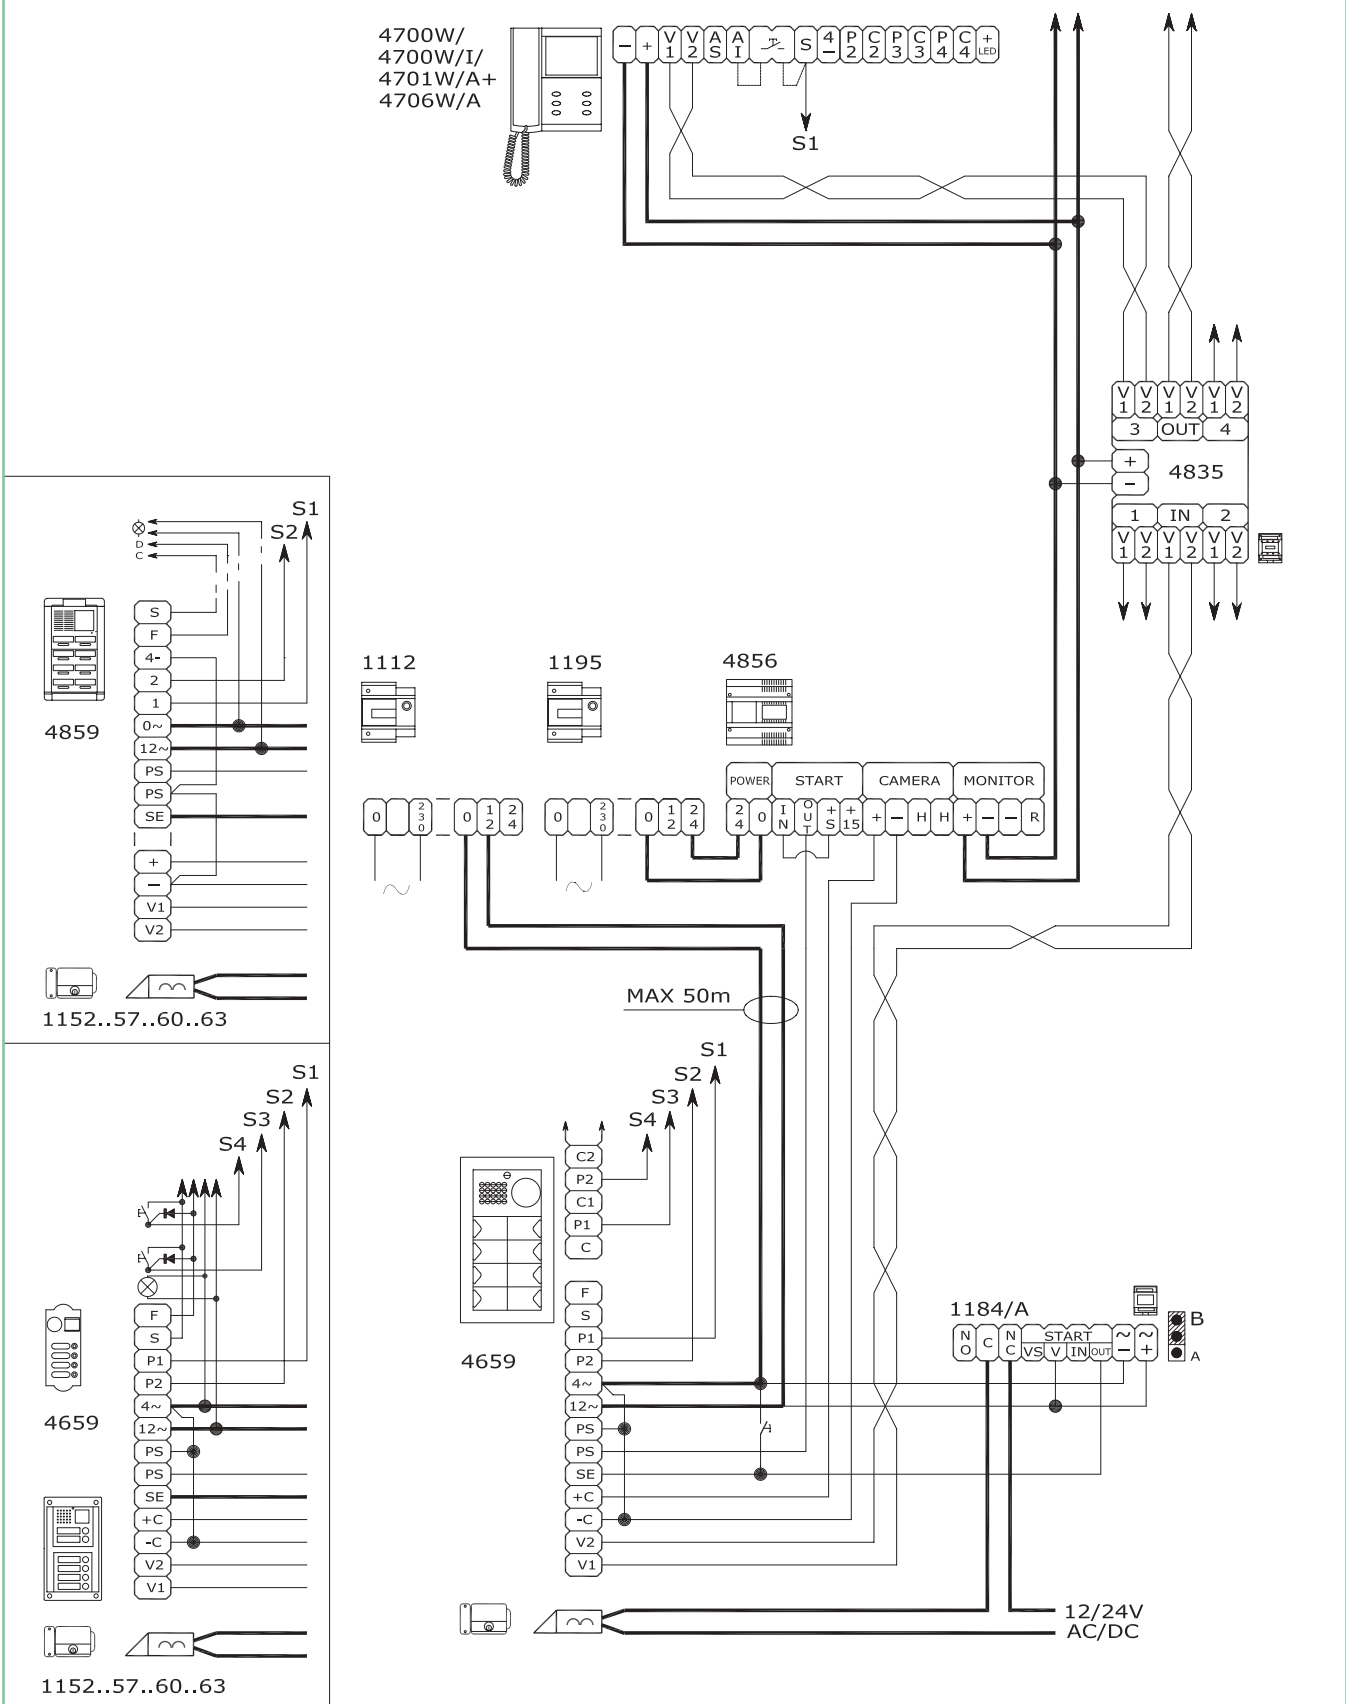 4700W/
4700W/I/
4701W/A+
4706W/A
– + V1 V2 AS AI S 4– P2 C2 P3 C3 P4 C4 +LED
S1
V1 V2 V1 V2 V1 V2
3 OUT 4
+
–
4835
1 IN 2
V1 V2 V1 V2 V1 V2
S1
S2
D
C
S
F
4-
2
1
0~
12~
PS
PS
SE
+
—
V1
V2
4859
1152..57..60..63
1112
1195
4856
POWER START CAMERA MONITOR
0 230 0 12 24
0 230 0 12 24
24 0 IN OUT +S +15 + – H H + – – R
MAX 50m
S1
S2
S3
S4
F
S
P1
P2
4~
12~
PS
PS
SE
+C
-C
V2
V1
4659
1152..57..60..63
S1
S2
S3
S4
C2
P2
C1
P1
C
F
S
P1
P2
4~
12~
PS
PS
SE
+C
-C
V2
V1
4659
1184/A
NO C NC START ~– ~+
VS V IN OUT
B
A
12/24V
AC/DC